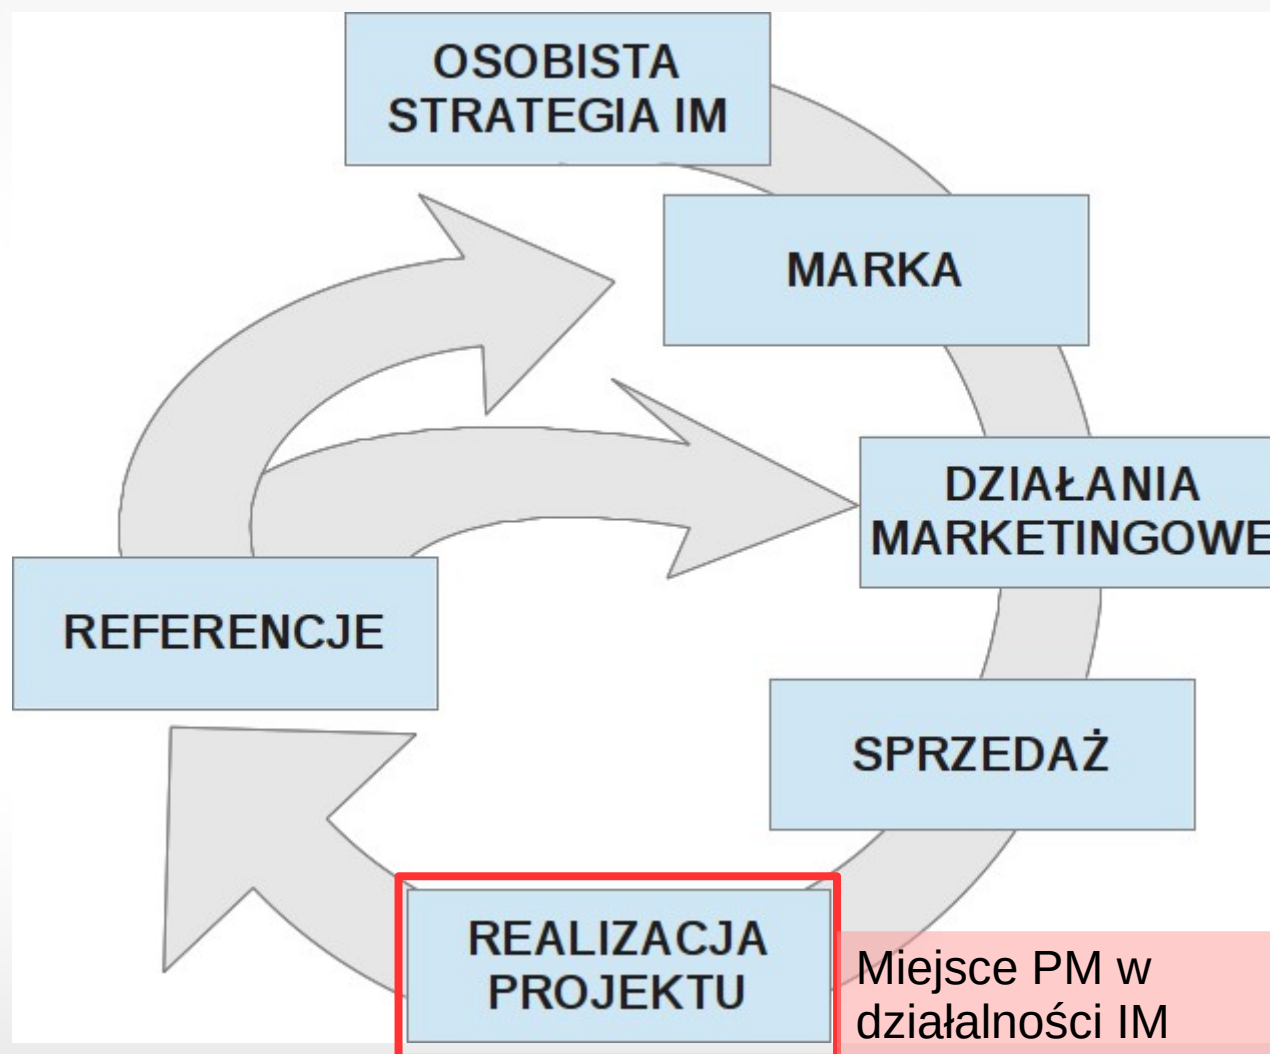 OSOBISTA
STRATEGIA IM
MARKA
DZIAŁANIA
MARKETINGOWE
REFERENCJE
SPRZEDAŻ
REALIZACJA
PROJEKTU
Miejsce PM w
działalności IM